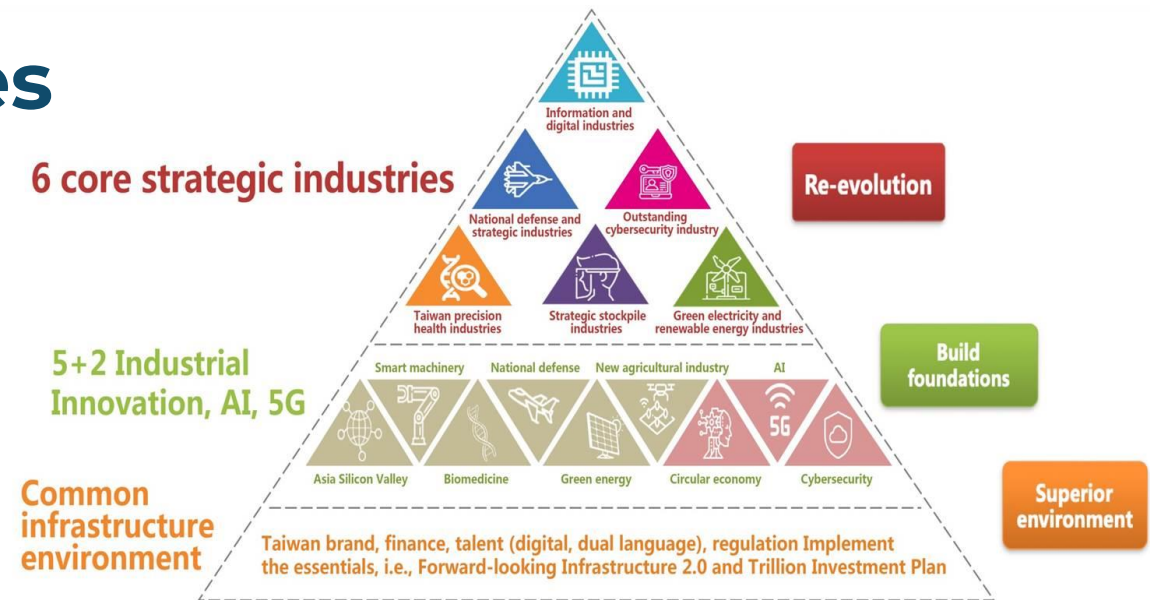 es
Information and
digital industries
6 core strategic industries
Re-evolution
National defense and
strategic industries
Outstanding
cybersecurity industry
Taiwan precision
health industries
Strategic stockpile
industries
Green electricity and
renewable energy industries
5+2 Industrial
Innovation, AI, 5G
Build
foundations
Smart machinery
National defense
New agricultural industry
AI
5G
Asia Silicon Valley
Biomedicine
Green energy
Circular economy
Cybersecurity
Common
infrastructure
environment
Superior
environment
Taiwan brand, finance, talent (digital, dual language), regulation Implement
the essentials, i.e., Forward-looking Infrastructure 2.0 and Trillion Investment Plan